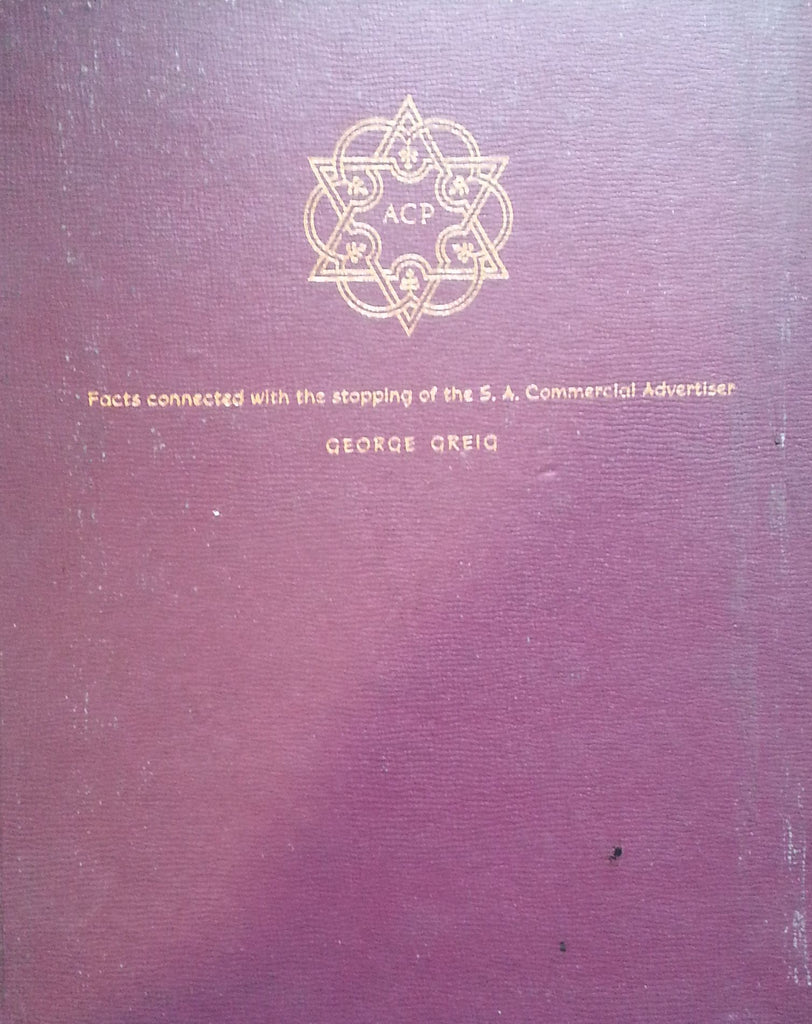 ACP
Facts connected with the stopping of the S. A. Commercial Advertiser
GEORGE GREIG